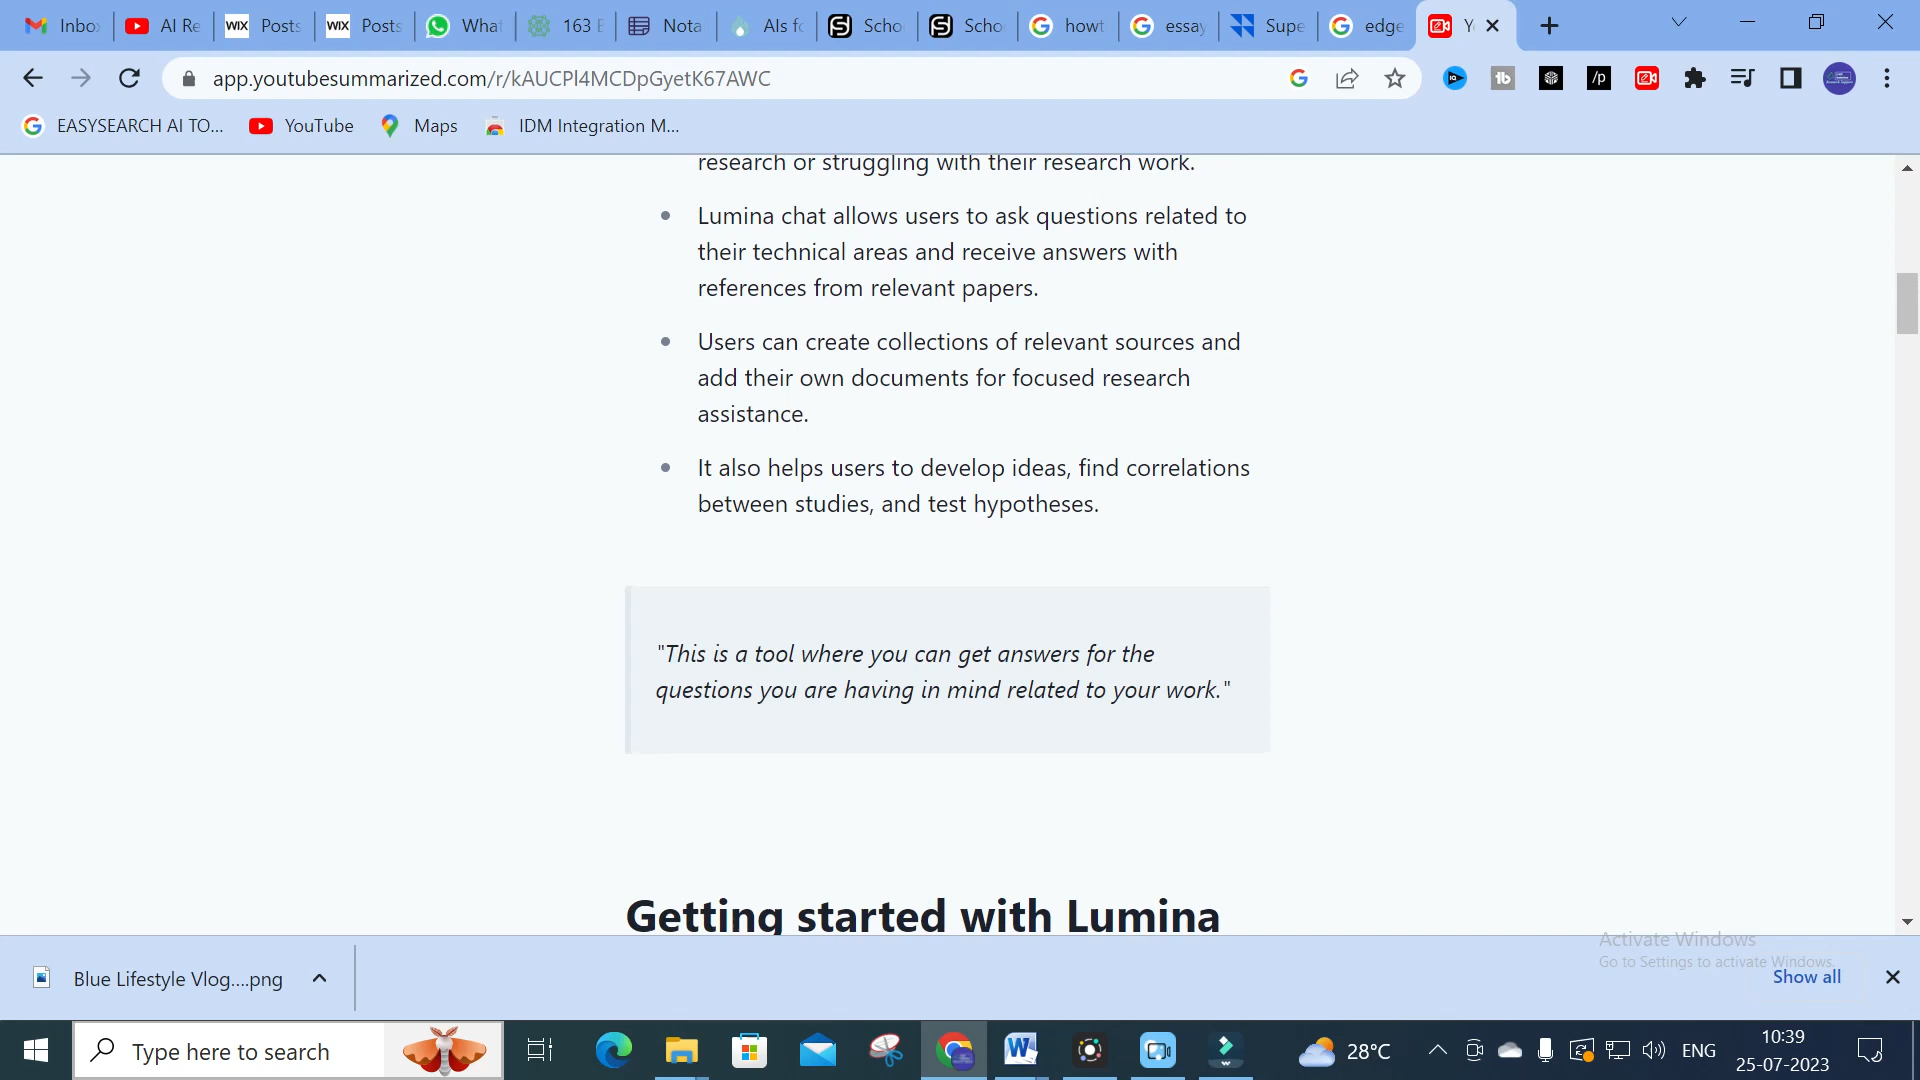 Inbo
AI Re
WIX Posts
WIX Posts
What
163 E
Nota
AIs fo
Scho
Scho
howt
essay
Supe
edge
Y
app.youtubesummarized.com/r/kAUCPl4MCDpGyetK67AWC
EASYSEARCH AI TO...
YouTube
Maps
IDM Integration M...
research or struggling with their research work.
Lumina chat allows users to ask questions related to
their technical areas and receive answers with
references from relevant papers.
Users can create collections of relevant sources and
add their own documents for focused research
assistance.
It also helps users to develop ideas, find correlations
between studies, and test hypotheses.
"This is a tool where you can get answers for the
questions you are having in mind related to your work."
Getting started with Lumina
Activate Windows
Go to Settings to activate Windows.
Blue Lifestyle Vlog....png
Show all
Type here to search
28°C
ENG
10:39
25-07-2023